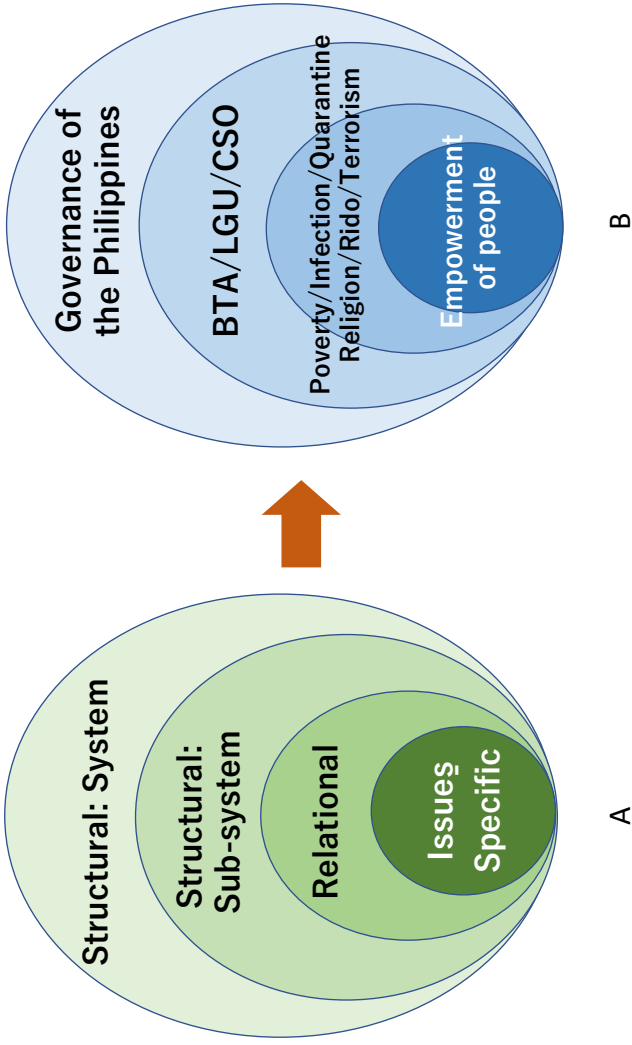 Structural: System
Structural:
Sub-system
Relational
Issues
Specific
A
Governance of
the Philippines
BTA/LGU/CSO
Poverty/Infection/Quarantine
Religion/Rido/Terrorism
Empowerment
of people
B